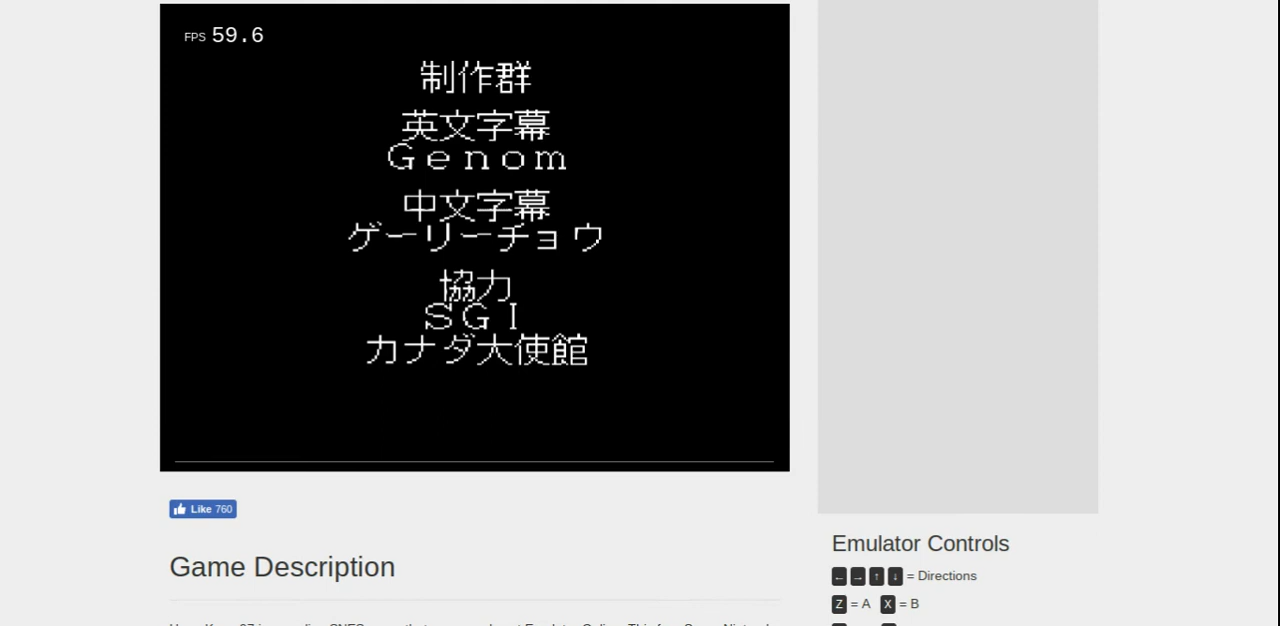 FPS 59.6
制作群
英文字幕
Ｇｅｎｏｍ
中文字幕
ゲーリーチョウ
協力
ＳＧＩ
カナダ大使館
Like 760
Game Description
Emulator Controls
← → ↑ ↓ = Directions
Z = A X = B